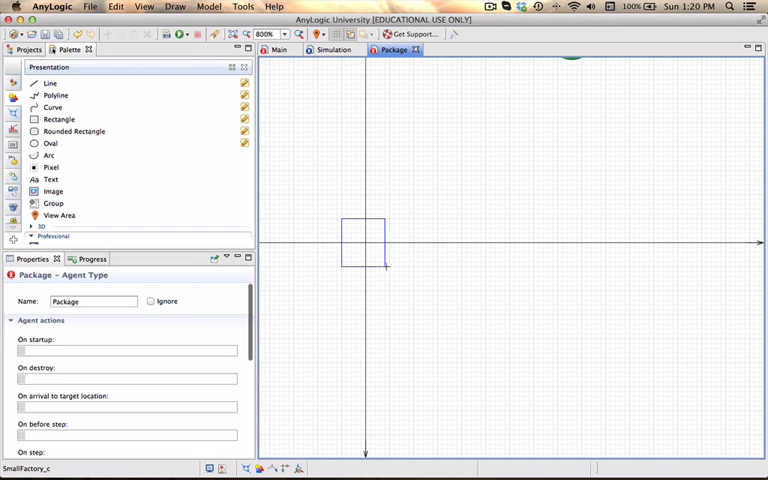 AnyLogic File Edit View Draw Model Tools Help 100% Sun 1:20 PM
AnyLogic University [EDUCATIONAL USE ONLY]
800% Get Support...
Projects Palette Main Simulation Package
Presentation
Line
Polyline
Curve
Rectangle
Rounded Rectangle
Oval
Arc
Pixel
Text
Image
Group
View Area
3D
Professional
Properties Progress
Package - Agent Type
Name: Package Ignore
Agent actions
On startup:
On destroy:
On arrival to target location:
On before step:
On step:
SmallFactory_c